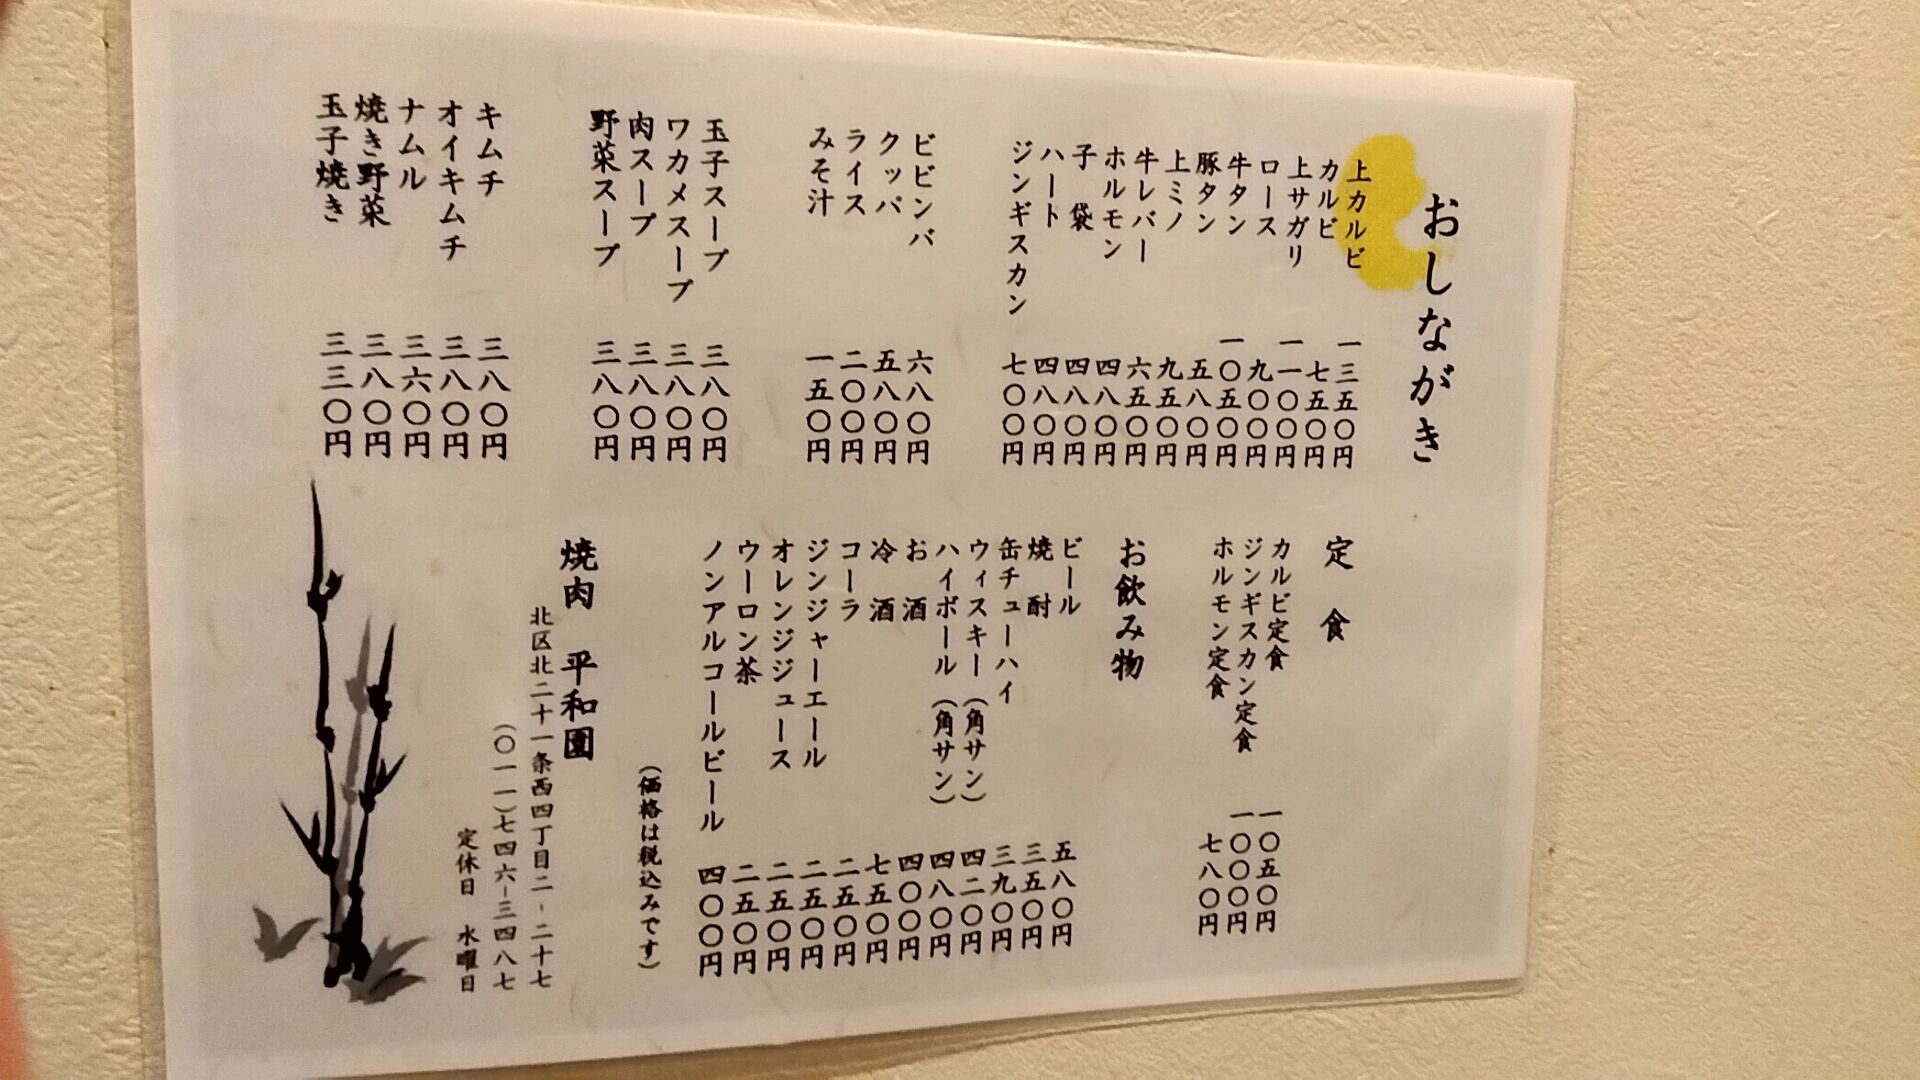 おしながき
上カルビ 一三五〇円
カルビ 七五〇円
上サガリ 一一〇〇円
ロース 九〇〇円
牛タン 一〇五〇円
豚タン 五八〇円
上ミノ 九五〇円
牛レバー 六五〇円
ホルモン 四八〇円
子袋 四八〇円
ハート 四八〇円
ジンギスカン 七〇〇円
ビビンバ 六八〇円
クッパ 五八〇円
ライス 二〇〇円
みそ汁 一五〇円
玉子スープ 三八〇円
ワカメスープ 三八〇円
肉スープ 三八〇円
野菜スープ 三八〇円
キムチ 三八〇円
オイキムチ 三八〇円
ナムル 三六〇円
焼き野菜 三八〇円
玉子焼き 三三〇円
定食
カルビ定食 一〇五〇円
ジンギスカン定食 一〇〇〇円
ホルモン定食 七八〇円
お飲み物
ビール 五八〇円
焼酎 三五〇円
缶チューハイ 三九〇円
ウィスキー（角サン） 四二〇円
ハイボール（角サン） 四八〇円
お酒 四〇〇円
冷酒 七五〇円
コーラ 二五〇円
ジンジャーエール 二五〇円
オレンジジュース 二五〇円
ウーロン茶 二五〇円
ノンアルコールビール 四〇〇円
（価格は税込みです）
焼肉 平和園
北区北二十一条西四丁目二-二十七
（〇一一）七四六-三四八七
定休日 水曜日